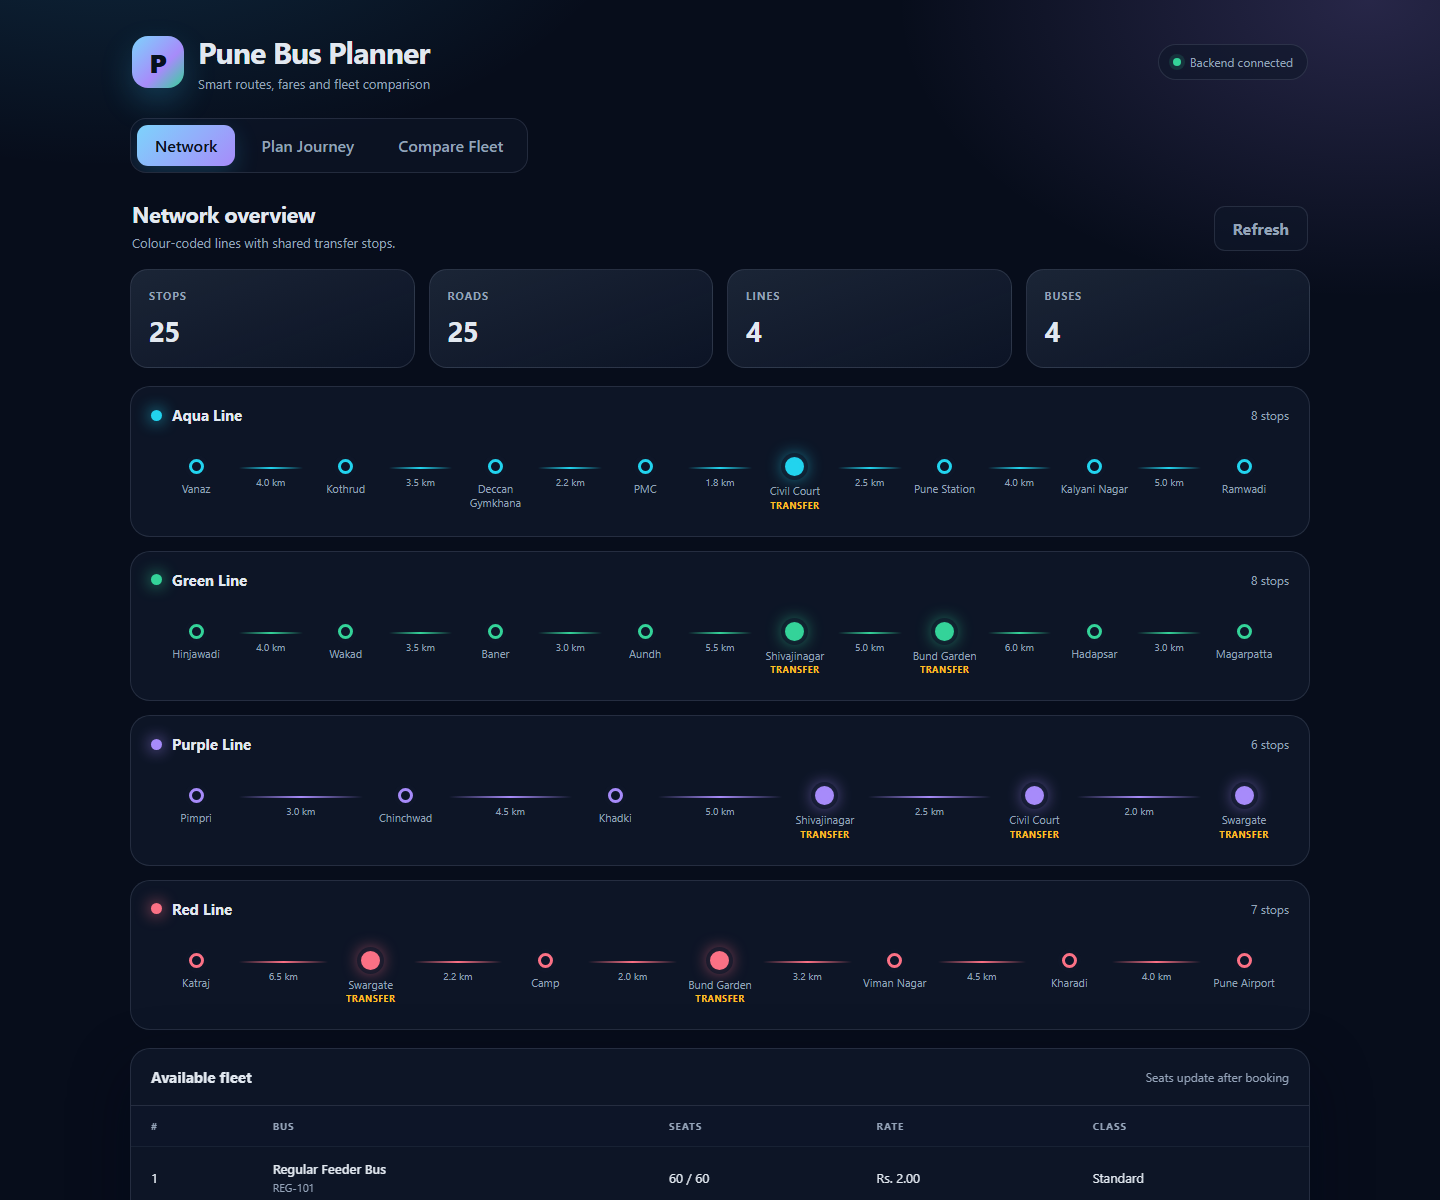 P
Pune Bus Planner
Smart routes, fares and fleet comparison
Backend connected
Network
Plan Journey
Compare Fleet
Network overview
Colour-coded lines with shared transfer stops.
Refresh
STOPS
25
ROADS
25
LINES
4
BUSES
4
Aqua Line
8 stops
Vanaz
4.0 km
Kothrud
3.5 km
Deccan
Gymkhana
2.2 km
PMC
1.8 km
Civil Court
TRANSFER
2.5 km
Pune Station
4.0 km
Kalyani Nagar
5.0 km
Ramwadi
Green Line
8 stops
Hinjawadi
4.0 km
Wakad
3.5 km
Baner
3.0 km
Aundh
5.5 km
Shivajinagar
TRANSFER
5.0 km
Bund Garden
TRANSFER
6.0 km
Hadapsar
3.0 km
Magarpatta
Purple Line
6 stops
Pimpri
3.0 km
Chinchwad
4.5 km
Khadki
5.0 km
Shivajinagar
TRANSFER
2.5 km
Civil Court
TRANSFER
2.0 km
Swargate
TRANSFER
Red Line
7 stops
Katraj
6.5 km
Swargate
TRANSFER
2.2 km
Camp
2.0 km
Bund Garden
TRANSFER
3.2 km
Viman Nagar
4.5 km
Kharadi
4.0 km
Pune Airport
Available fleet
Seats update after booking
# BUS SEATS RATE CLASS
1 Regular Feeder Bus 60 / 60 Rs. 2.00 Standard
REG-101